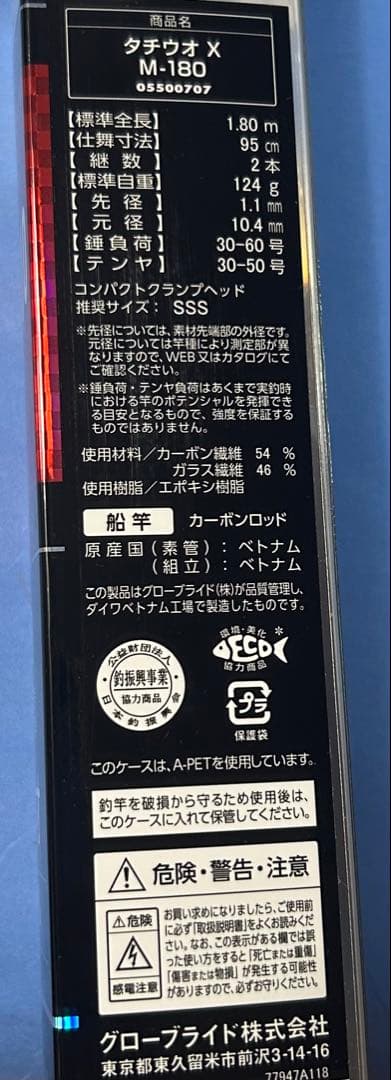 商品名
タチウオ X
M-180
05500707
【標準全長】 1.80 m
【仕舞寸法】 95 cm
【継数】 2 本
【標準自重】 124 g
【先径】 1.1 mm
【元径】 10.4 mm
【錘負荷】 30-60 号
【テンヤ】 30-50 号
コンパクトクランプヘッド
推奨サイズ： SSS
※先径については、素材先端部の外径です。
元径については竿種により測定部が異
なりますので、WEB又はカタログにて
ご確認ください。
※錘負荷・テンヤ負荷はあくまで実釣時
における竿のポテンシャルを発揮でき
る目安となるもので、強度を保証する
ものではありません。
使用材料／カーボン繊維 54 %
ガラス繊維 46 %
使用樹脂／エポキシ樹脂
船竿 カーボンロッド
原産国（素管）：ベトナム
（組立）：ベトナム
この製品はグローブライド（株）が品質管理し、
ダイワベトナム工場で製造したものです。
公益財団法人
釣振興事業
協力商品
日本釣振興会
環境・美化
ECO
協力商品
プラ
保護袋
このケースは、A-PETを使用しています。
釣竿を破損から守るため使用後は、
このケースに入れて保管してください。
危険・警告・注意
危険
感電注意
お買い求めになりましたら、ご使用前
に必ず「取扱説明書」をよくお読みくださ
い。なお、この表示がある欄では誤
った使い方をすると「死亡または重傷」
「傷害または物損」が発生する可能性
がありますので、必ずお守りください。
グローブライド株式会社
東京都東久留米市前沢3-14-16
77947A118